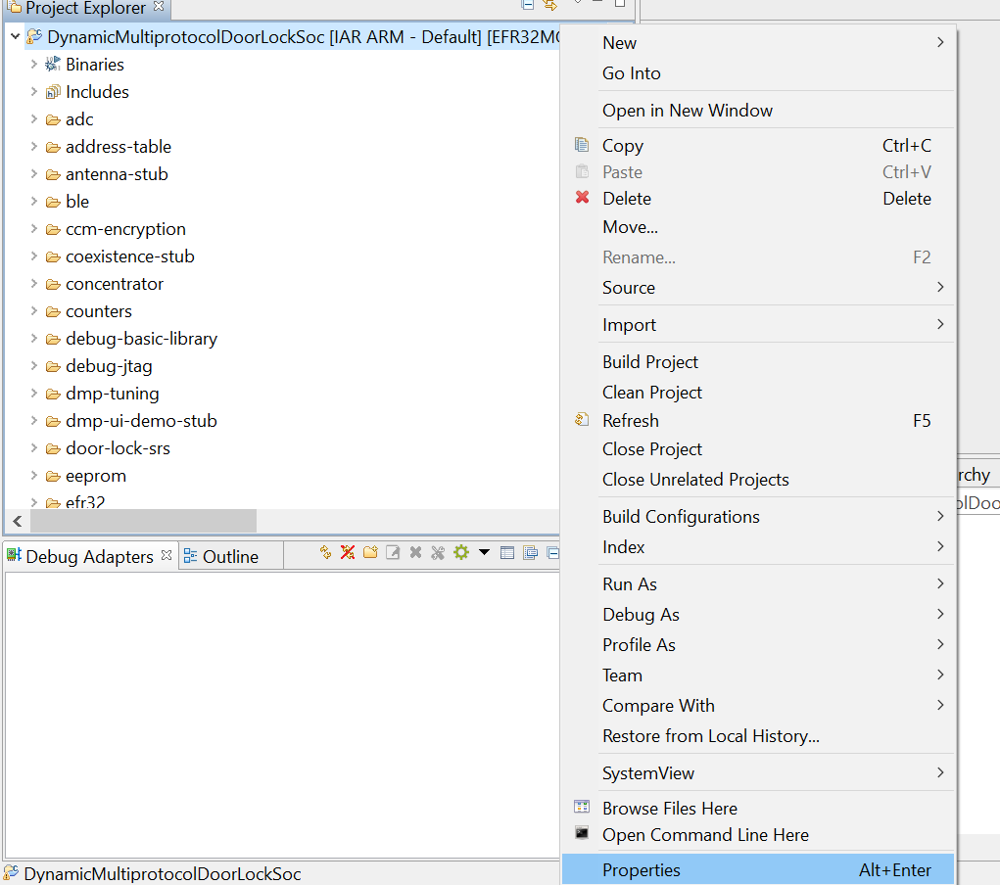 Project Explorer
DynamicMultiprotocolDoorLockSoc [IAR ARM - Default] [EFR32M
Binaries
Includes
adc
address-table
antenna-stub
ble
ccm-encryption
coexistence-stub
concentrator
counters
debug-basic-library
debug-jtag
dmp-tuning
dmp-ui-demo-stub
door-lock-srs
eeprom
efr32
Debug Adapters
Outline
DynamicMultiprotocolDoorLockSoc
New
Go Into
Open in New Window
Copy Ctrl+C
Paste Ctrl+V
Delete Delete
Move...
Rename... F2
Source
Import
Build Project
Clean Project
Refresh F5
Close Project
Close Unrelated Projects
Build Configurations
Index
Run As
Debug As
Profile As
Team
Compare With
Restore from Local History...
SystemView
Browse Files Here
Open Command Line Here
Properties Alt+Enter
rchy
olDoo